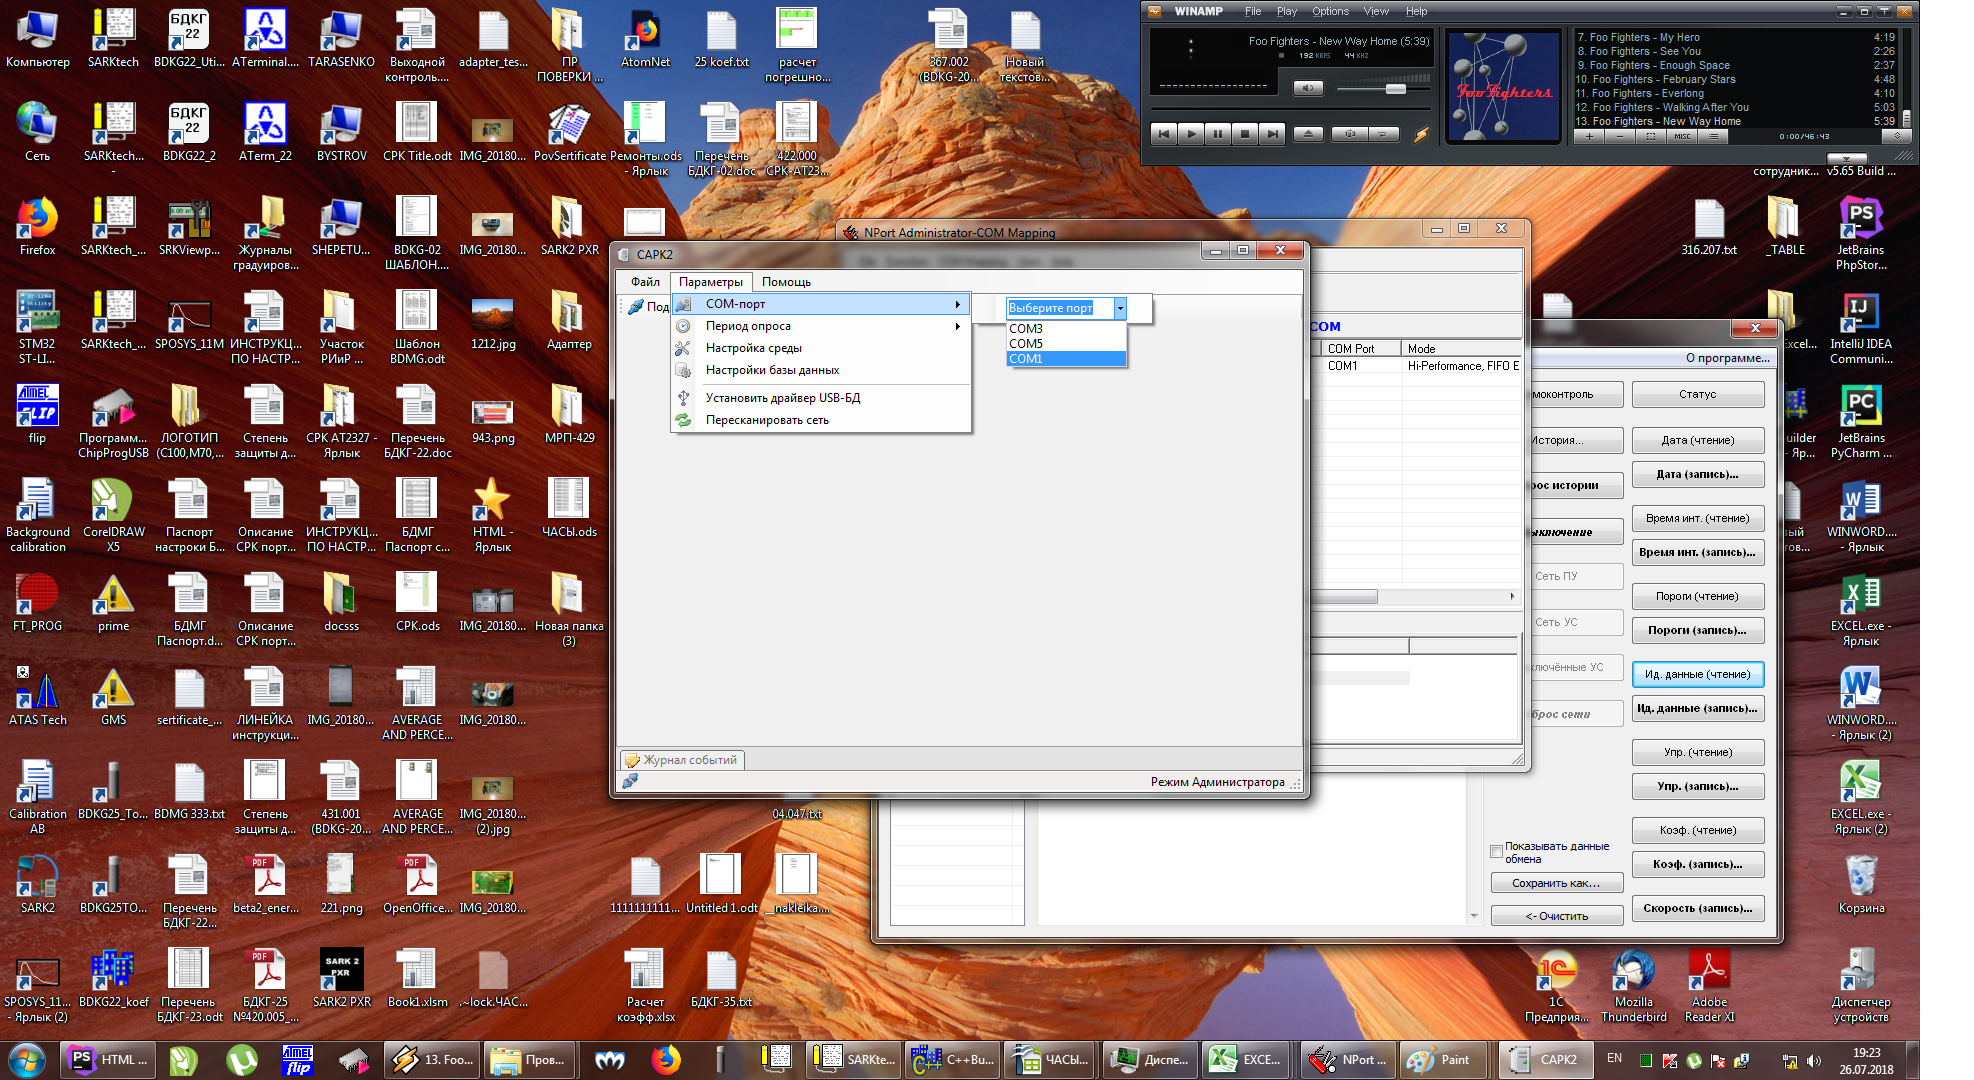 Компьютер
SARKtech
BDKG22_Uti...
ATerminal....
TARASENKO
Выходной
контроль....
adapter_tes...
ПР
ПОВЕРКИ ...
AtomNet
25 koef.txt
расчет
погрешно...
367.002
(BDKG-20...
Новый
текстов...
Сеть
SARKtech...
-
BDKG22_2
ATerm_22
BYSTROV
СРК Title.odt
IMG_20180...
PovSertificate
Ремонты.ods
- Ярлык
Перечень
БДКГ-02.doc
422.000
СРК-АТ23...
Firefox
SARKtech_...
SRKViewp...
Журналы
градуиров...
SHEPETU...
BDKG-02
ШАБЛОН....
IMG_20180...
SARK2 PXR
STM32
ST-LI...
SARKtech_...
SPOSYS_11M
ИНСТРУКЦ...
ПО НАСТР...
Участок
РИиР ...
Шаблон
BDMG.odt
1212.jpg
Адаптер
flip
Программ...
ChipProgUSB
ЛОГОТИП
(С100,М70,...
Степень
защиты д...
СРК АТ2327 -
Ярлык
Перечень
БДКГ-22.doc
943.png
МРП-429
Background
calibration
CorelDRAW
X5
Паспорт
настроки Б...
Описание
СРК порт...
ИНСТРУКЦ...
ПО НАСТР...
БДМГ
Паспорт с...
HTML -
Ярлык
ЧАСЫ.ods
FT_PROG
prime
БДМГ
Паспорт.d...
Описание
СРК порт...
docsss
СРК.ods
IMG_20180...
Новая папка
(3)
ATAS Tech
GMS
sertificate_...
ЛИНЕЙКА
инструкци...
IMG_20180...
AVERAGE
AND PERCE...
IMG_20180...
Calibration
AB
BDKG25_To...
BDMG 333.txt
Степень
защиты д...
431.001
(BDKG-20...
AVERAGE
AND PERCE...
IMG_20180...
(2).jpg
04.047.txt
SARK2
BDKG25TO...
Перечень
БДКГ-22...
beta2_ener...
221.png
OpenOffice...
IMG_20180...
1111111111...
Untitled 1.odt
__nakleika....
SPOSYS_11...
- Ярлык (2)
BDKG22_koef
Перечень
БДКГ-23.odt
БДКГ-25
№420.005_...
SARK2 PXR
Book1.xlsm
.~lock.ЧАС...
Расчет
коэфф.xlsx
БДКГ-35.txt
БДКГ
22
БДКГ
22
SARK 2
PXR
WINAMP
File Play Options View Help
Foo Fighters - New Way Home (5:39)
192 KBPS 44 KHZ
Foo Fighters
7. Foo Fighters - My Hero 4:19
8. Foo Fighters - See You 2:26
9. Foo Fighters - Enough Space 2:37
10. Foo Fighters - February Stars 4:48
11. Foo Fighters - Everlong 4:10
12. Foo Fighters - Walking After You 5:03
13. Foo Fighters - New Way Home 5:39
MISC
0:00/46:43
сотрудник...
v5.65 Build ...
316.207.txt
_TABLE
JetBrains
PhpStor...
IntelliJ IDEA
Communi...
JetBrains
PyCharm ...
WINWORD....
- Ярлык
EXCEL.exe -
Ярлык
WINWORD....
- Ярлык (2)
EXCEL.exe -
Ярлык (2)
Корзина
1С
Предприя...
Mozilla
Thunderbird
Adobe
Reader XI
Диспетчер
устройств
NPort Administrator-COM Mapping
COM
COM Port Mode
COM1 Hi-Performance, FIFO E
САРК2
Файл Параметры Помощь
Под
COM-порт
Период опроса
Настройка среды
Настройки базы данных
Установить драйвер USB-БД
Пересканировать сеть
Выберите порт
COM3
COM5
COM1
Журнал событий
Режим Администратора
О программе...
моконтроль
Статус
История...
Дата (чтение)
Дата (запись)...
рос истории
Время инт. (чтение)
ыключение
Время инт. (запись)...
Сеть ПУ
Пороги (чтение)
Сеть УС
Пороги (запись)...
ключённые УС
Ид. данные (чтение)
Ид. данные (запись)...
брос сети
Упр. (чтение)
Упр. (запись)...
Коэф. (чтение)
Показывать данные
обмена
Коэф. (запись)...
Сохранить как...
Скорость (запись)...
<- Очистить
HTML ...
13. Foo...
Пров...
SARKte...
C++Bu...
ЧАСЫ...
Диспе...
EXCE...
NPort ...
Paint
САРК2
EN
19:23
26.07.2018